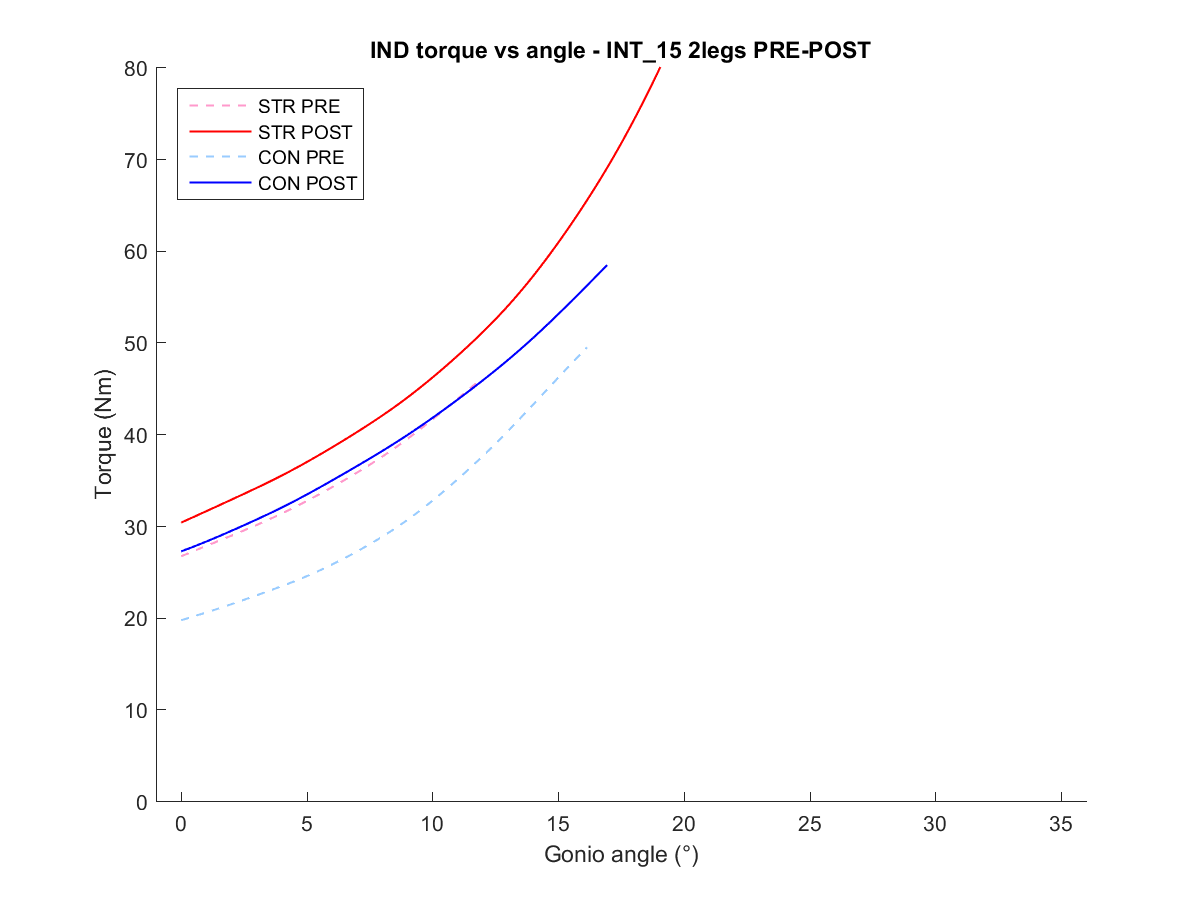 IND torque vs angle - INT_15 2legs PRE-POST
80
70
60
50
40
30
20
10
0
Torque (Nm)
STR PRE
STR POST
CON PRE
CON POST
0 5 10 15 20 25 30 35
Gonio angle (°)